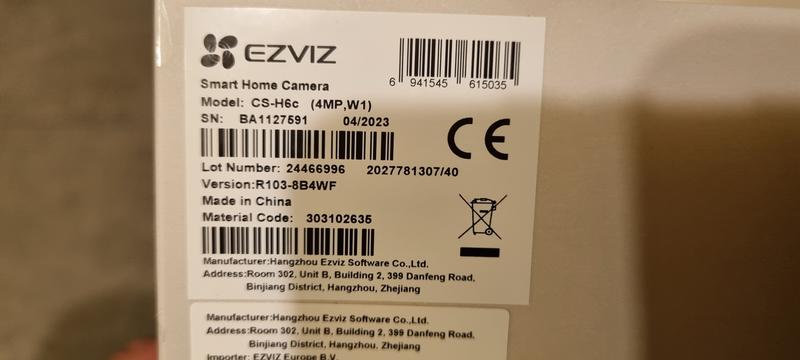 EZVIZ
6 941545 615035
Smart Home Camera
Model: CS-H6c (4MP,W1)
SN: BA1127591 04/2023
CE
Lot Number: 24466996 2027781307/40
Version:R103-8B4WF
Made in China
Material Code: 303102635
Manufacturer:Hangzhou Ezviz Software Co.,Ltd.
Address:Room 302, Unit B, Building 2, 399 Danfeng Road,
Binjiang District, Hangzhou, Zhejiang
Manufacturer:Hangzhou Ezviz Software Co.,Ltd.
Address:Room 302, Unit B, Building 2, 399 Danfeng Road,
Binjiang District, Hangzhou, Zhejiang
Importer: EZVIZ Europe B.V.